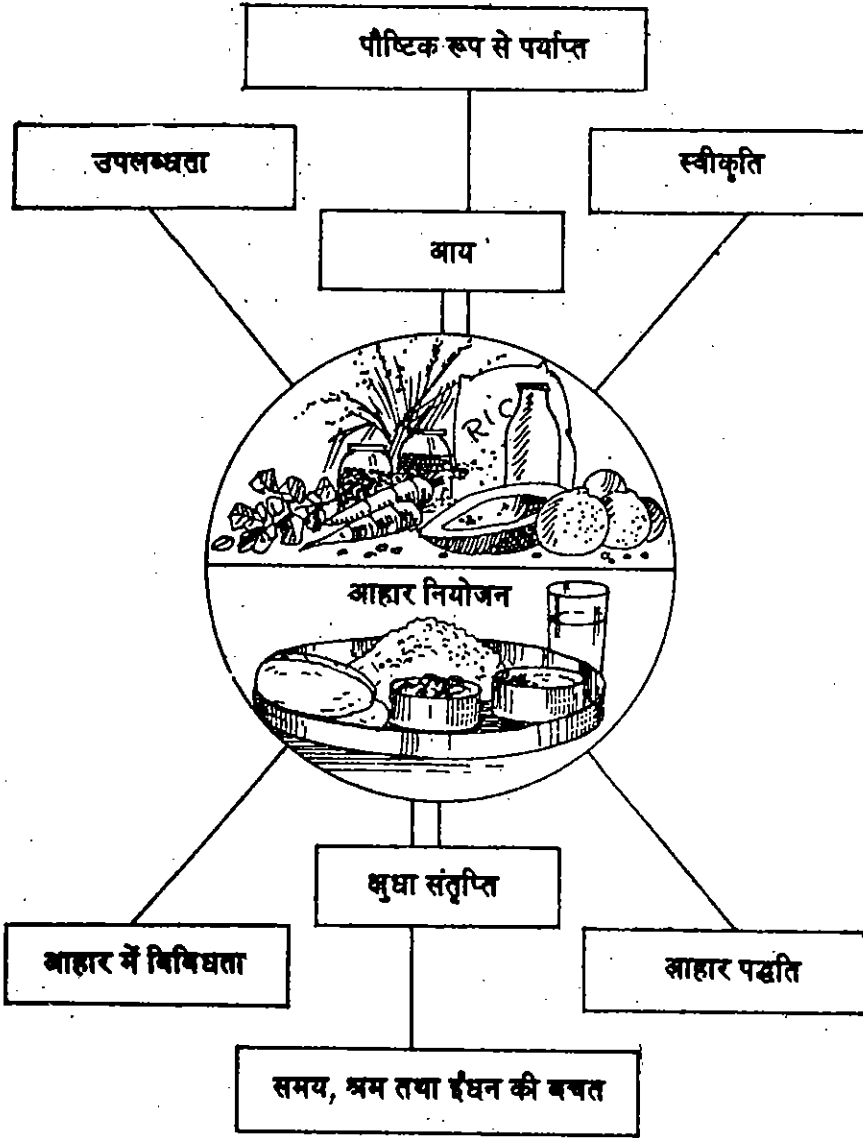 पौष्टिक रूप से पर्याप्त
उपलब्धता
स्वीकृति
आय
RIC
आहार नियोजन
क्षुधा संतृप्ति
आहार में विविधता
आहार पद्धति
समय, श्रम तथा ईंधन की बचत